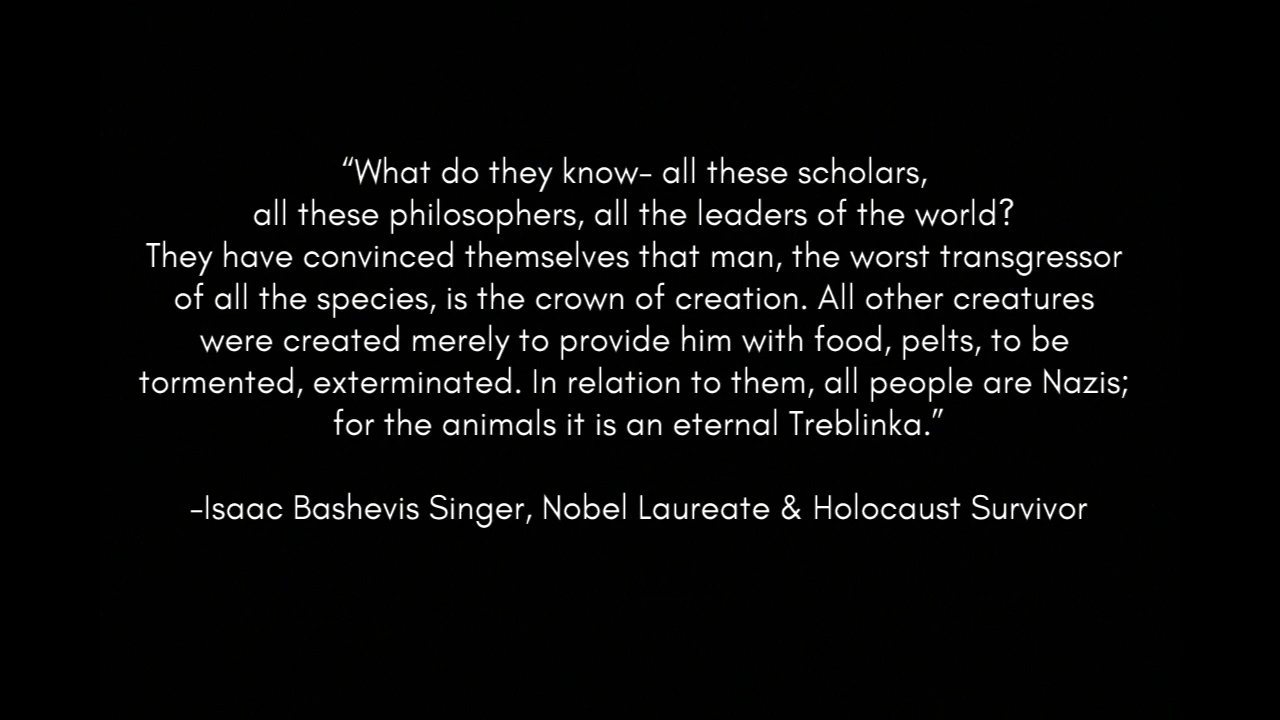 “What do they know- all these scholars,
all these philosophers, all the leaders of the world?
They have convinced themselves that man, the worst transgressor
of all the species, is the crown of creation. All other creatures
were created merely to provide him with food, pelts, to be
tormented, exterminated. In relation to them, all people are Nazis;
for the animals it is an eternal Treblinka.”
-Isaac Bashevis Singer, Nobel Laureate & Holocaust Survivor